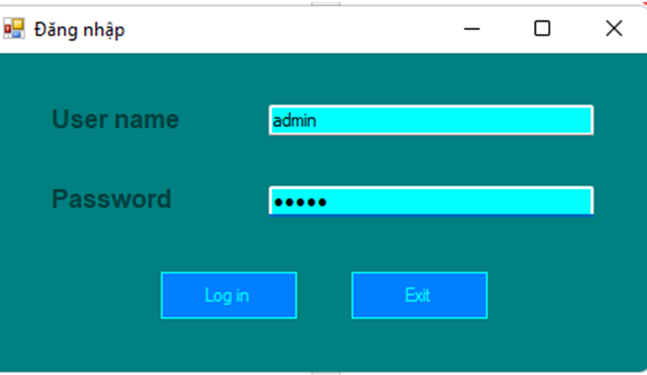 Đăng nhập
User name
admin
Password
•••••
Log in
Exit